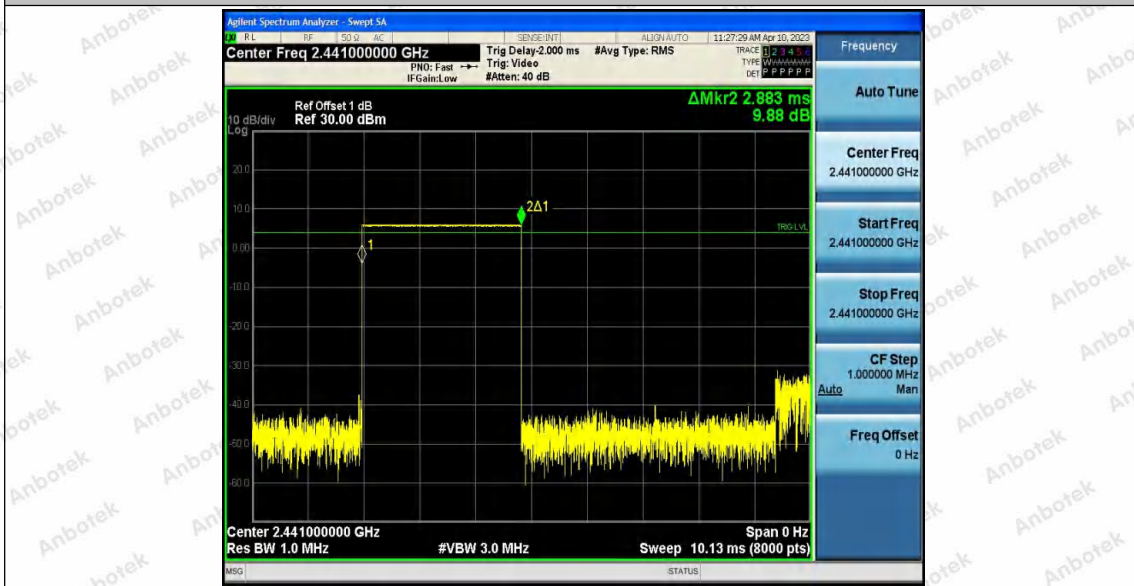 Agilent Spectrum Analyzer - Swept SA
RL RF 50 Ω AC SENSE:INT ALIGN AUTO 11:27:29 AM Apr 10, 2023
Center Freq 2.441000000 GHz
PNO: Fast
IFGain:Low
Trig Delay-2.000 ms
Trig: Video
#Atten: 40 dB
#Avg Type: RMS
TRACE 1 2 3 4 5 6
TYPE
DET P P P P P P
Frequency
ΔMkr2 2.883 ms
9.88 dB
Ref Offset 1 dB
10 dB/div Ref 30.00 dBm
Log
20.0
10.0
0.00
-10.0
-20.0
-30.0
-40.0
-50.0
-60.0
2Δ1
1
TRIG LVL
Auto Tune
Center Freq
2.441000000 GHz
Start Freq
2.441000000 GHz
Stop Freq
2.441000000 GHz
CF Step
1.000000 MHz
Auto Man
Freq Offset
0 Hz
Center 2.441000000 GHz Span 0 Hz
Res BW 1.0 MHz #VBW 3.0 MHz Sweep 10.13 ms (8000 pts)
MSG STATUS
Anbotek